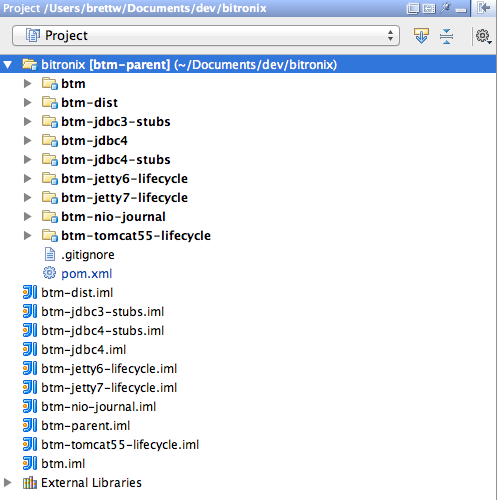 Project /Users/brettw/Documents/dev/bitronix
Project
bitronix [btm-parent] (~/Documents/dev/bitronix)
btm
btm-dist
btm-jdbc3-stubs
btm-jdbc4
btm-jdbc4-stubs
btm-jetty6-lifecycle
btm-jetty7-lifecycle
btm-nio-journal
btm-tomcat55-lifecycle
.gitignore
pom.xml
btm-dist.iml
btm-jdbc3-stubs.iml
btm-jdbc4-stubs.iml
btm-jdbc4.iml
btm-jetty6-lifecycle.iml
btm-jetty7-lifecycle.iml
btm-nio-journal.iml
btm-parent.iml
btm-tomcat55-lifecycle.iml
btm.iml
External Libraries